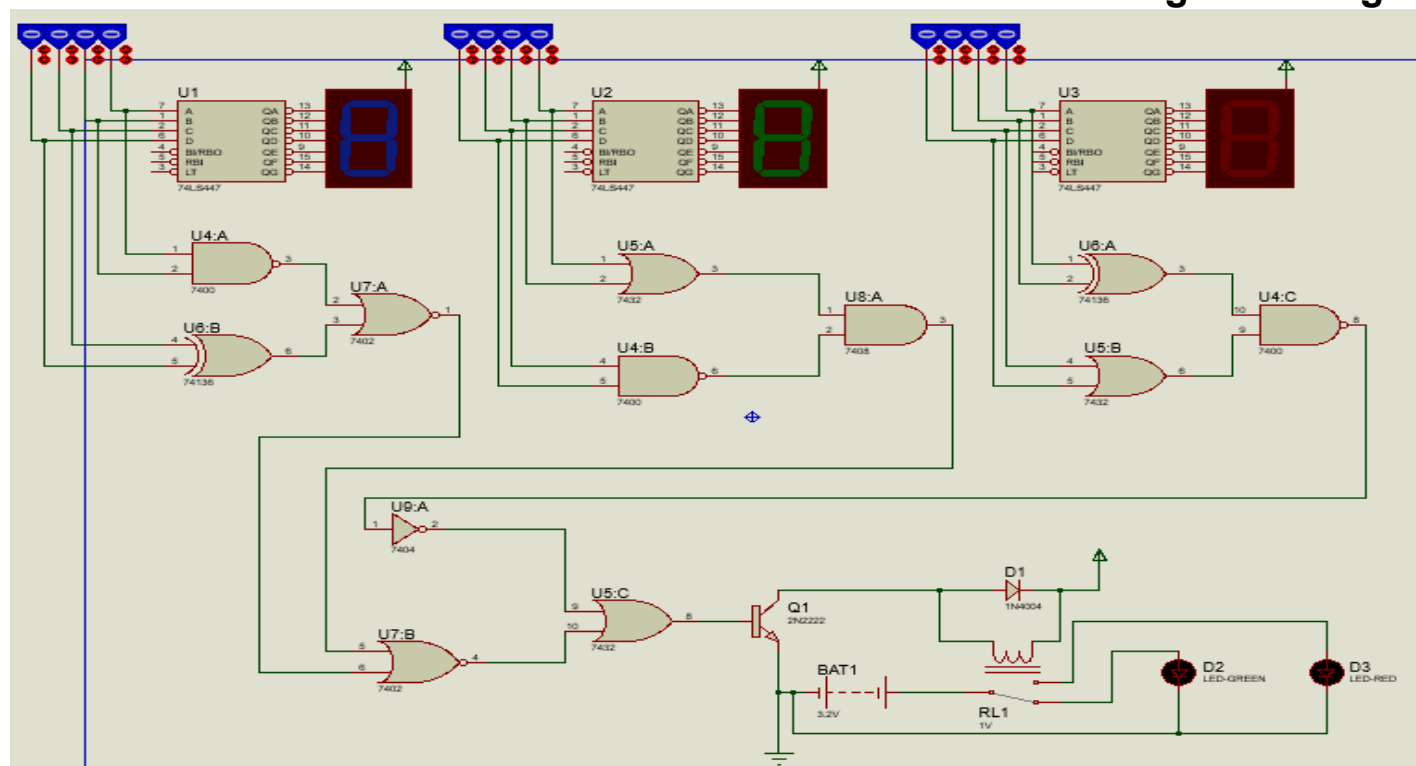 U1
7 A QA 13
1 B QB 12
2 C QC 11
6 D QD 10
4 BI/RBO QE 9
5 RBI QF 15
3 LT QG 14
74LS447
U2
7 A QA 13
1 B QB 12
2 C QC 11
6 D QD 10
4 BI/RBO QE 9
5 RBI QF 15
3 LT QG 14
74LS447
U3
7 A QA 13
1 B QB 12
2 C QC 11
6 D QD 10
4 BI/RBO QE 9
5 RBI QF 15
3 LT QG 14
74LS447
U4:A
1
2
3
7400
U6:B
4
5
6
74136
U7:A
2
3
1
7402
U5:A
1
2
3
7432
U4:B
4
5
6
7400
U8:A
1
2
3
7408
U6:A
1
2
3
74136
U5:B
4
5
6
7432
U4:C
10
9
8
7400
U9:A
1 2
7404
U7:B
5
6
4
7402
U5:C
9
10
8
7432
Q1
2N2222
D1
1N4004
BAT1
3.2V
RL1
1V
D2
LED-GREEN
D3
LED-RED